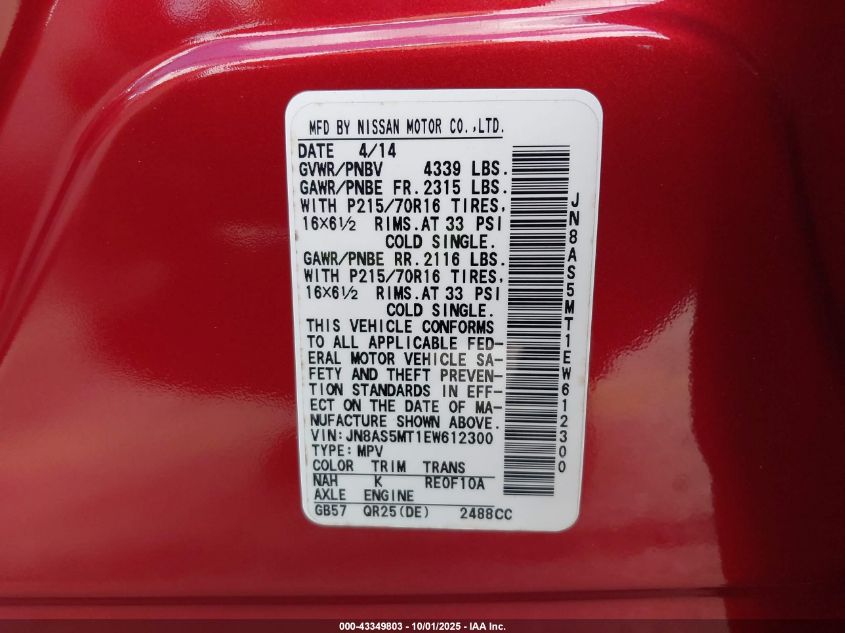 MFD BY NISSAN MOTOR CO.,LTD.
DATE 4/14
GVWR/PNBV 4339 LBS.
GAWR/PNBE FR. 2315 LBS.
WITH P215/70R16 TIRES,
16×6½ RIMS. AT 33 PSI
COLD SINGLE.
GAWR/PNBE RR. 2116 LBS.
WITH P215/70R16 TIRES,
16×6½ RIMS. AT 33 PSI
COLD SINGLE.
THIS VEHICLE CONFORMS
TO ALL APPLICABLE FED-
ERAL MOTOR VEHICLE SA-
FETY AND THEFT PREVEN-
TION STANDARDS IN EFF-
ECT ON THE DATE OF MA-
NUFACTURE SHOWN ABOVE.
VIN: JN8AS5MT1EW612300
TYPE: MPV
COLOR TRIM TRANS
NAH K RE0F10A
AXLE ENGINE
GB57 QR25(DE) 2488CC
JN8AS5MT1EW612300
000-43349803 - 10/01/2025 - IAA Inc.